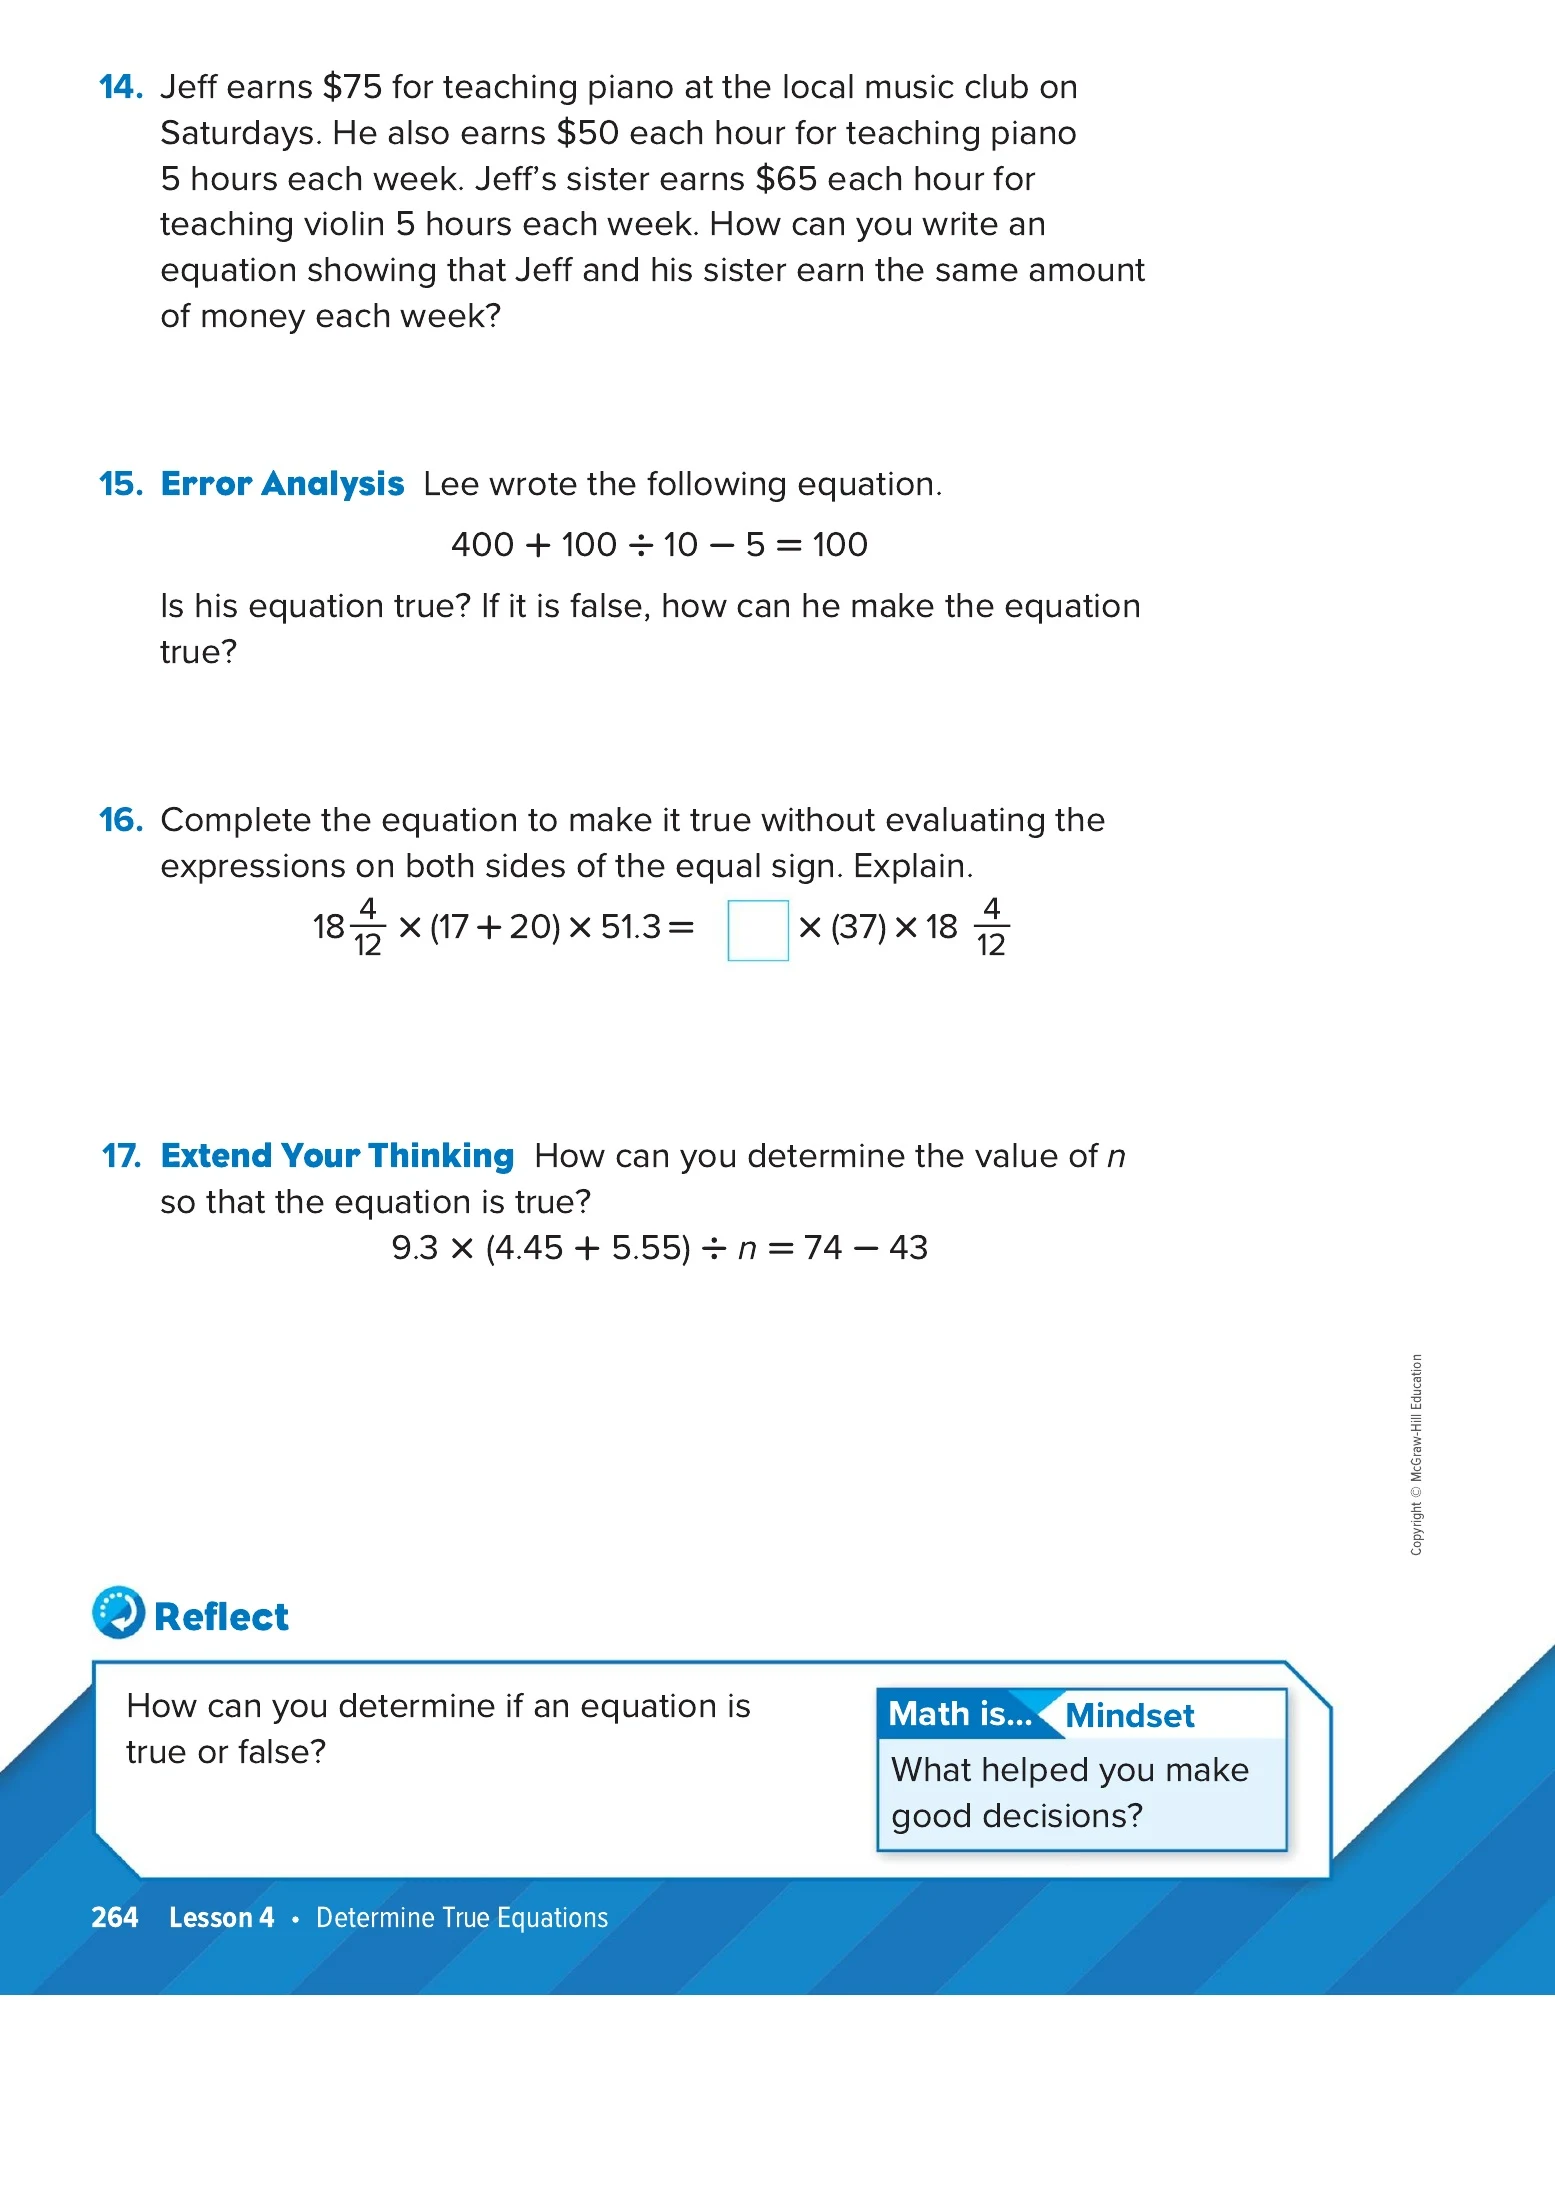 14. Jeff earns $75 for teaching piano at the local music club on
Saturdays. He also earns $50 each hour for teaching piano
5 hours each week. Jeff’s sister earns $65 each hour for
teaching violin 5 hours each week. How can you write an
equation showing that Jeff and his sister earn the same amount
of money each week?
15. Error Analysis Lee wrote the following equation.
400 + 100 ÷ 10 − 5 = 100
Is his equation true? If it is false, how can he make the equation
true?
16. Complete the equation to make it true without evaluating the
expressions on both sides of the equal sign. Explain.
18 4/12 × (17 + 20) × 51.3 = × (37) × 18 4/12
17. Extend Your Thinking How can you determine the value of n
so that the equation is true?
9.3 × (4.45 + 5.55) ÷ n = 74 − 43
Copyright © McGraw-Hill Education
Reflect
How can you determine if an equation is
true or false?
Math is... Mindset
What helped you make
good decisions?
264 Lesson 4 • Determine True Equations